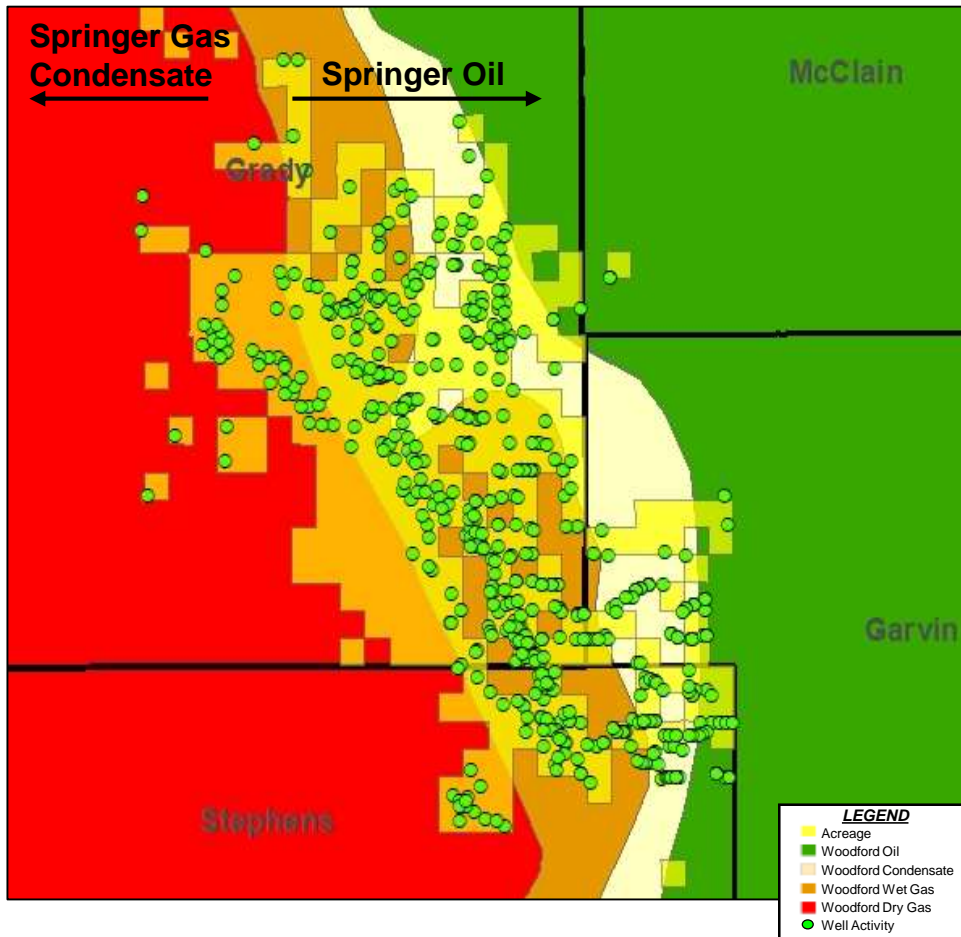 Springer Gas
Condensate
Springer Oil
McClain
Grady
Garvin
Stephens
LEGEND
Acreage
Woodford Oil
Woodford Condensate
Woodford Wet Gas
Woodford Dry Gas
Well Activity